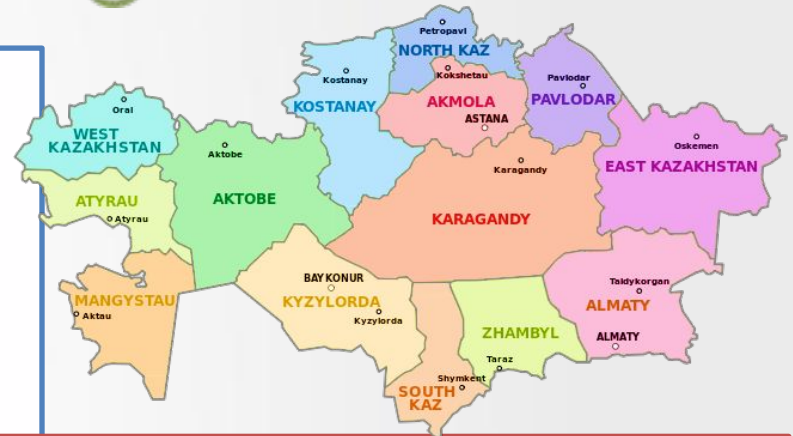 Petropavl
NORTH KAZ
Kostanay
Kokshetau
Pavlodar
KOSTANAY
AKMOLA
PAVLODAR
ASTANA
Oral
WEST
KAZAKHSTAN
Aktobe
Karagandy
Oskemen
EAST KAZAKHSTAN
ATYRAU
Atyrau
AKTOBE
KARAGANDY
MANGYSTAU
Aktau
BAYKONUR
KYZYLORDA
Kyzylorda
Taldykorgan
ALMATY
ZHAMBYL
ALMATY
Taraz
Shymkent
SOUTH
KAZ